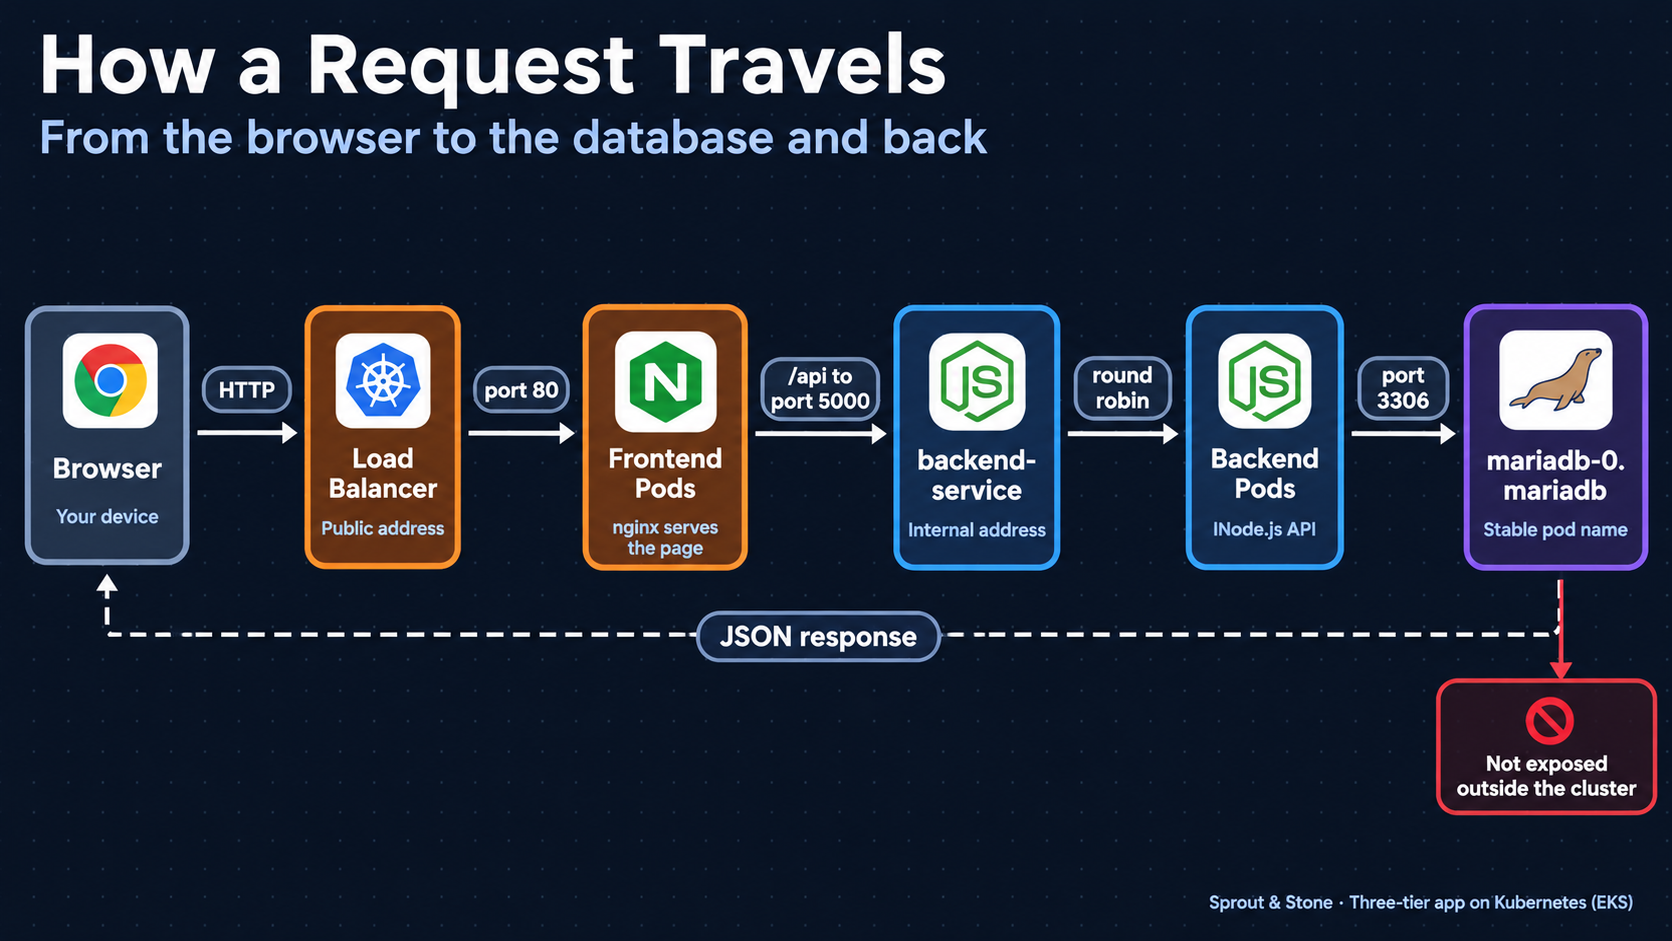 How a Request Travels
From the browser to the database and back
Browser
Your device
HTTP
Load
Balancer
Public address
port 80
N
Frontend
Pods
nginx serves
the page
/api to
port 5000
JS
backend-
service
Internal address
round
robin
JS
Backend
Pods
lNode.js API
port
3306
mariadb-0.
mariadb
Stable pod name
JSON response
Not exposed
outside the cluster
Sprout & Stone · Three-tier app on Kubernetes (EKS)